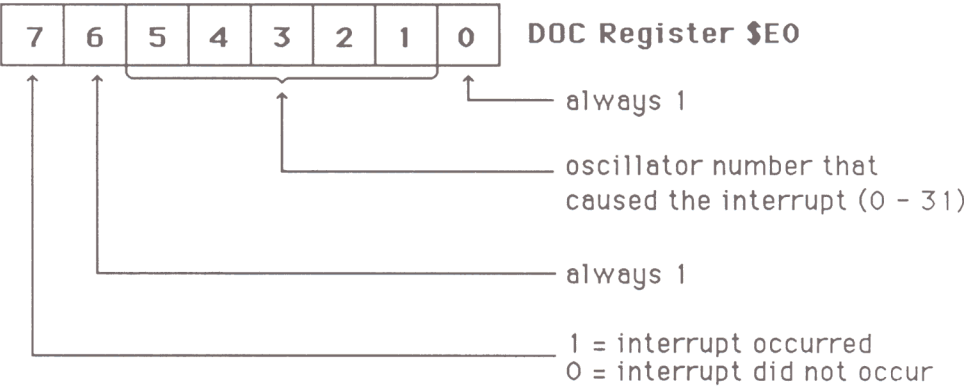 7 6 5 4 3 2 1 0 DOC Register $E0
always 1
oscillator number that
caused the interrupt (0 - 31)
always 1
1 = interrupt occurred
0 = interrupt did not occur